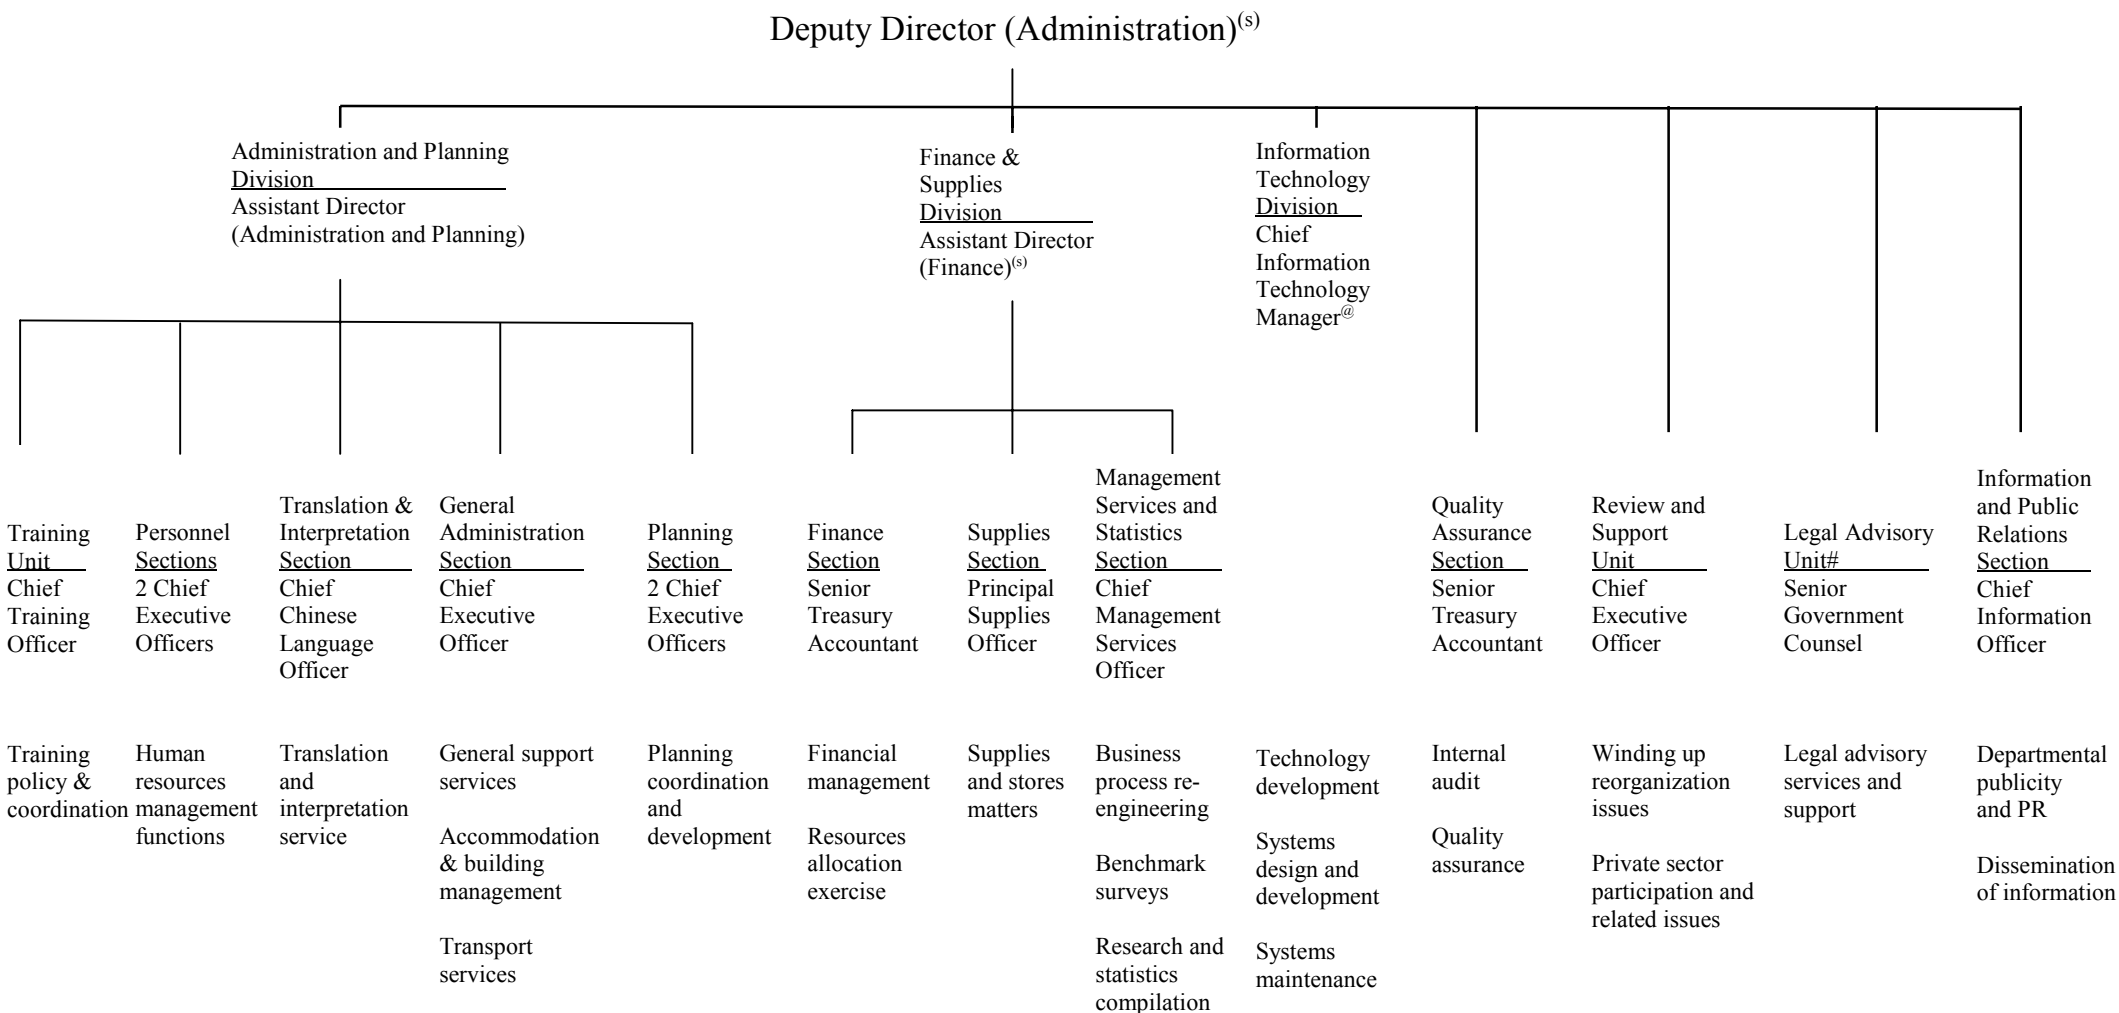 Deputy Director (Administration)(s)
Administration and Planning
Division
Assistant Director
(Administration and Planning)
Finance &
Supplies
Division
Assistant Director
(Finance)(s)
Information
Technology
Division
Chief
Information
Technology
Manager@
Training
Unit
Chief
Training
Officer
Personnel
Sections
2 Chief
Executive
Officers
Translation &
Interpretation
Section
Chief
Chinese
Language
Officer
General
Administration
Section
Chief
Executive
Officer
Planning
Section
2 Chief
Executive
Officers
Finance
Section
Senior
Treasury
Accountant
Supplies
Section
Principal
Supplies
Officer
Management
Services and
Statistics
Section
Chief
Management
Services
Officer
Quality
Assurance
Section
Senior
Treasury
Accountant
Review and
Support
Unit
Chief
Executive
Officer
Legal Advisory
Unit#
Senior
Government
Counsel
Information
and Public
Relations
Section
Chief
Information
Officer
Training
policy &
coordination
Human
resources
management
functions
Translation
and
interpretation
service
General support
services
Accommodation
& building
management
Transport
services
Planning
coordination
and
development
Financial
management
Resources
allocation
exercise
Supplies
and stores
matters
Business
process re-
engineering
Benchmark
surveys
Research and
statistics
compilation
Technology
development
Systems
design and
development
Systems
maintenance
Internal
audit
Quality
assurance
Winding up
reorganization
issues
Private sector
participation and
related issues
Legal advisory
services and
support
Departmental
publicity
and PR
Dissemination
of information